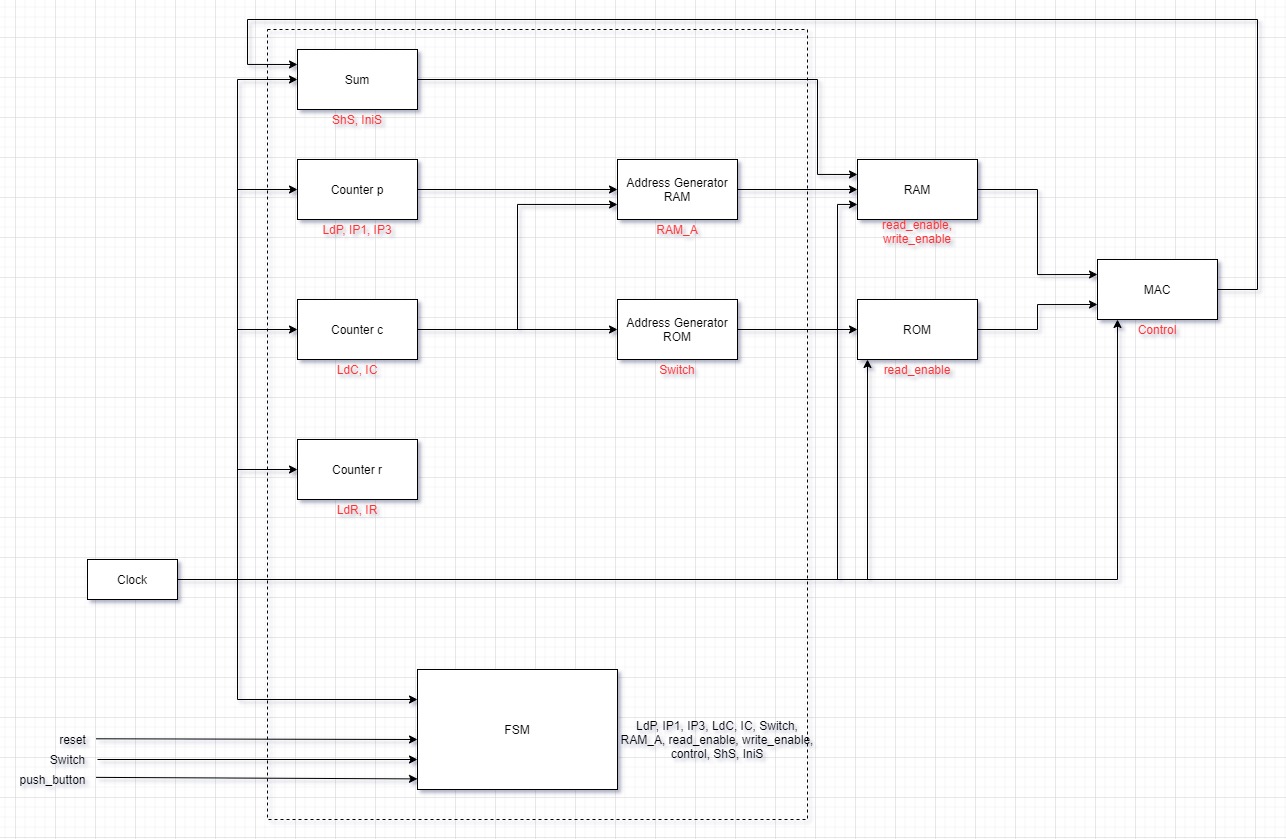 Sum
ShS, IniS
Counter p
LdP, IP1, IP3
Address Generator
RAM
RAM_A
RAM
read_enable,
write_enable
MAC
Control
Counter c
LdC, IC
Address Generator
ROM
Switch
ROM
read_enable
Counter r
LdR, IR
Clock
FSM
LdP, IP1, IP3, LdC, IC, Switch,
RAM_A, read_enable, write_enable,
control, ShS, IniS
reset
Switch
push_button